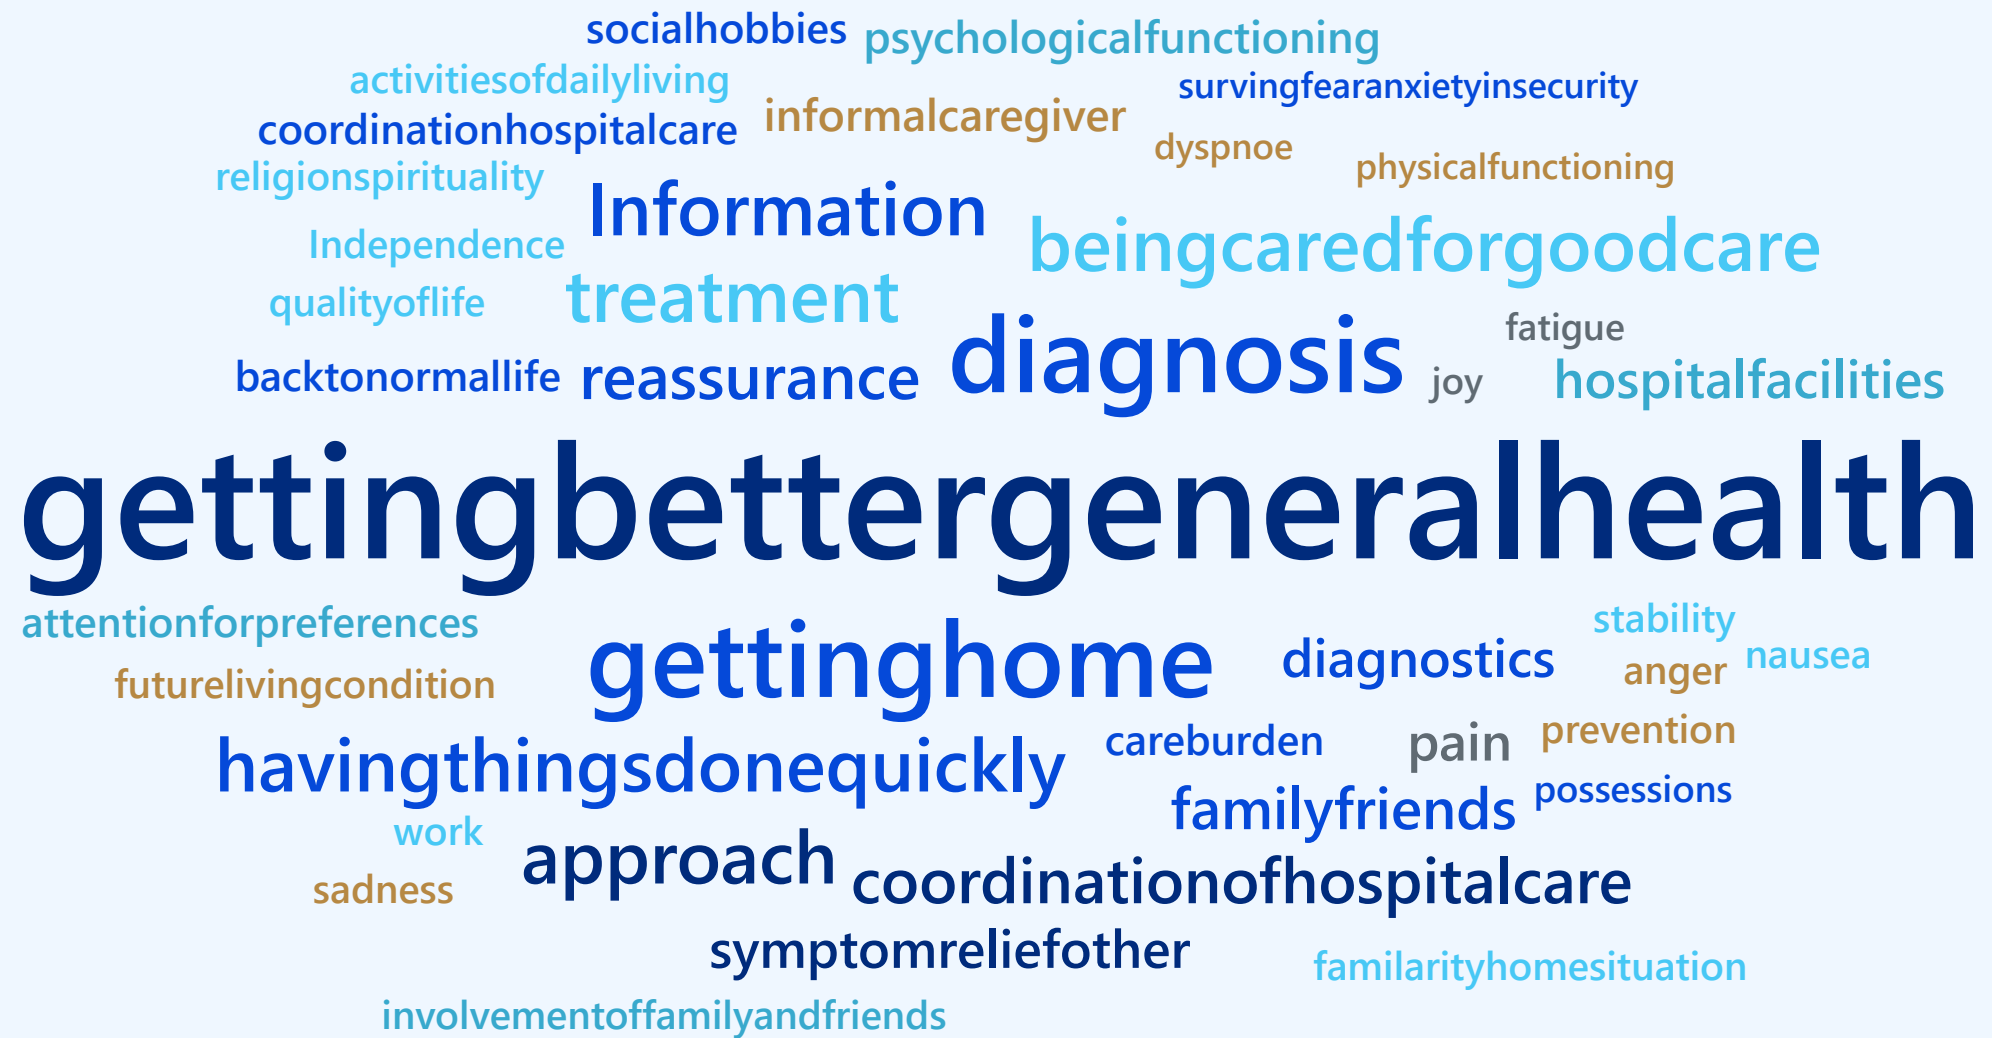 socialhobbies psychologicalfunctioning
activitiesofdailyliving survingfearanxietyinsecurity
coordinationhospitalcare informalcaregiver dyspnoe
religionspirituality Information physicalfunctioning
Independence beingcaredforgoodcare
qualityoflife treatment fatigue
backtonormallife reassurance diagnosis joy hospitalfacilities
gettingbettergeneralhealth
attentionforpreferences stability
futurelivingcondition gettinghome diagnostics anger nausea
havingthingsdonequickly careburden pain prevention
familyfriends possessions
work approach coordinationofhospitalcare
sadness
symptomreliefother familarityhomesituation
involvementoffamilyandfriends